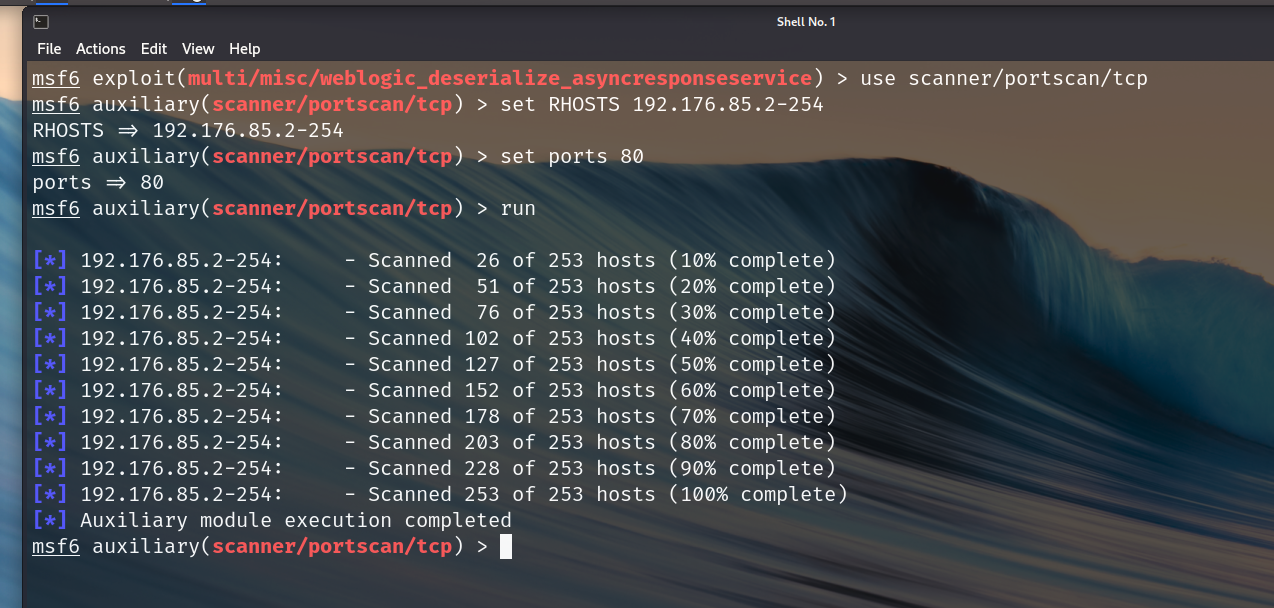 Shell No. 1
File Actions Edit View Help
msf6 exploit(multi/misc/weblogic_deserialize_asyncresponseservice) > use scanner/portscan/tcp
msf6 auxiliary(scanner/portscan/tcp) > set RHOSTS 192.176.85.2-254
RHOSTS => 192.176.85.2-254
msf6 auxiliary(scanner/portscan/tcp) > set ports 80
ports => 80
msf6 auxiliary(scanner/portscan/tcp) > run
[*] 192.176.85.2-254:     - Scanned  26 of 253 hosts (10% complete)
[*] 192.176.85.2-254:     - Scanned  51 of 253 hosts (20% complete)
[*] 192.176.85.2-254:     - Scanned  76 of 253 hosts (30% complete)
[*] 192.176.85.2-254:     - Scanned 102 of 253 hosts (40% complete)
[*] 192.176.85.2-254:     - Scanned 127 of 253 hosts (50% complete)
[*] 192.176.85.2-254:     - Scanned 152 of 253 hosts (60% complete)
[*] 192.176.85.2-254:     - Scanned 178 of 253 hosts (70% complete)
[*] 192.176.85.2-254:     - Scanned 203 of 253 hosts (80% complete)
[*] 192.176.85.2-254:     - Scanned 228 of 253 hosts (90% complete)
[*] 192.176.85.2-254:     - Scanned 253 of 253 hosts (100% complete)
[*] Auxiliary module execution completed
msf6 auxiliary(scanner/portscan/tcp) >